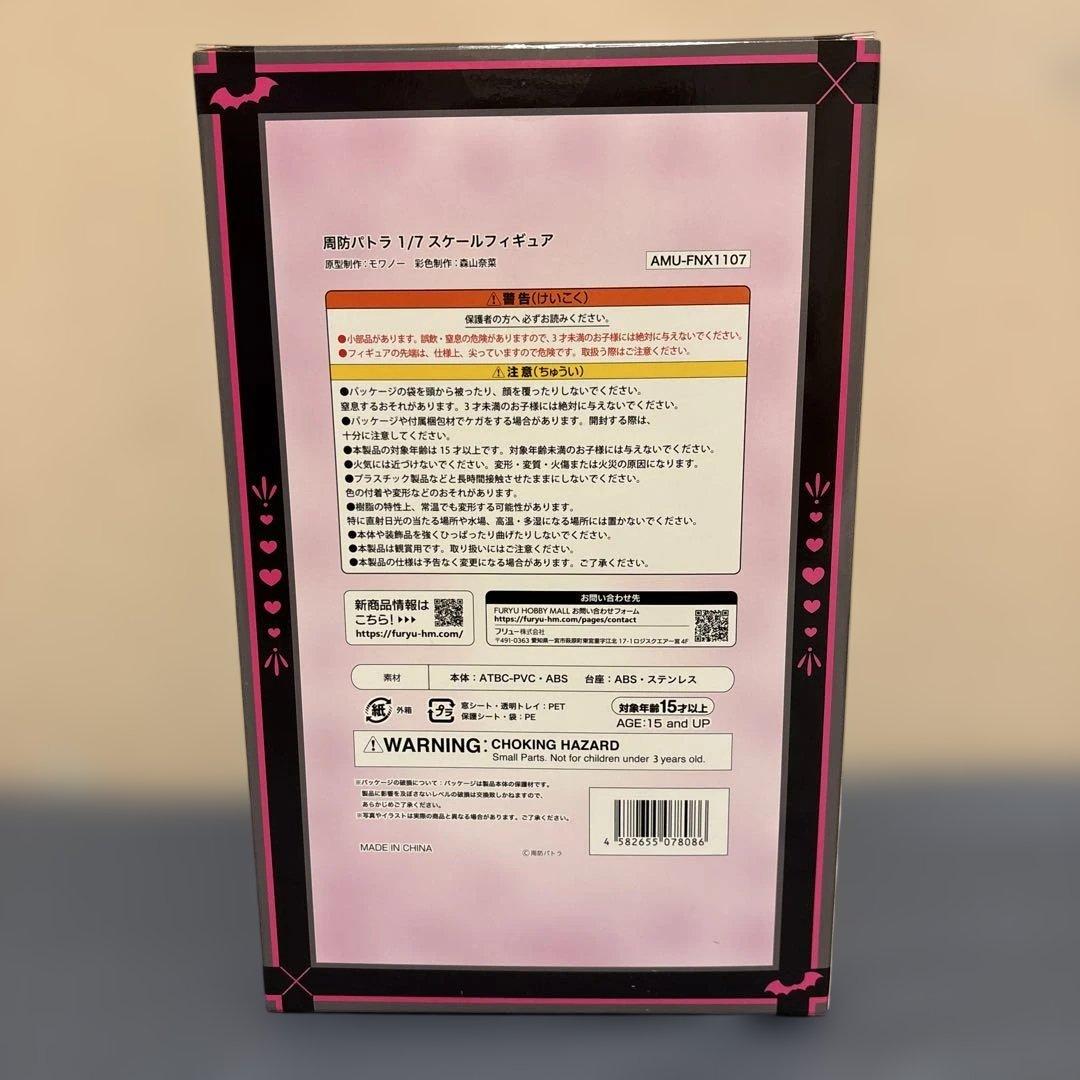 周防パトラ 1/7 スケールフィギュア
原型制作：モワノー 彩色制作：森山奈菜
AMU-FNX1107
⚠警告(けいこく)
保護者の方へ 必ずお読みください。
●小部品があります。誤飲・窒息の危険がありますので、3才未満のお子様には絶対に与えないでください。
●フィギュアの先端は、仕様上、尖っていますので危険です。取扱う際はご注意ください。
⚠注意(ちゅうい)
●パッケージの袋を頭から被ったり、顔を覆ったりしないでください。
窒息するおそれがあります。3才未満のお子様には絶対に与えないでください。
●パッケージや付属梱包材でケガをする場合があります。開封する際は、
十分に注意してください。
●本製品の対象年齢は15才以上です。対象年齢未満のお子様には与えないでください。
●火気には近づけないでください。変形・変質・火傷または火災の原因になります。
●プラスチック製品などと長時間接触させたままにしないでください。
色の付着や変形などのおそれがあります。
●樹脂の特性上、常温でも変形する可能性があります。
特に直射日光の当たる場所や水場、高温・多湿になる場所には置かないでください。
●本体や装飾品を強くひっぱったり曲げたりしないでください。
●本製品は観賞用です。取り扱いにはご注意ください。
●本製品の仕様は予告なく変更になる場合があります。ご了承ください。
新商品情報は
こちら！▶▶▶
https://furyu-hm.com/
お問い合わせ先
FURYU HOBBY MALL お問い合わせフォーム
https://furyu-hm.com/pages/contact
フリュー株式会社
〒491-0363 愛知県一宮市萩原町東宮重字江北 17-1 ロジスクエア一宮 4F
素材 本体：ATBC-PVC・ABS 台座：ABS・ステンレス
紙 外箱
プラ 窓シート・透明トレイ：PET
保護シート・袋：PE
対象年齢15才以上
AGE:15 and UP
⚠WARNING: CHOKING HAZARD
Small Parts. Not for children under 3 years old.
※パッケージの破損について：パッケージは製品本体の保護材です。
製品に影響を及ぼさないレベルの破損は交換致しかねますので、
あらかじめご了承ください。
※写真やイラストは実際の商品と異なる場合があります。ご了承ください。
4 582655 078086
MADE IN CHINA
©周防パトラ